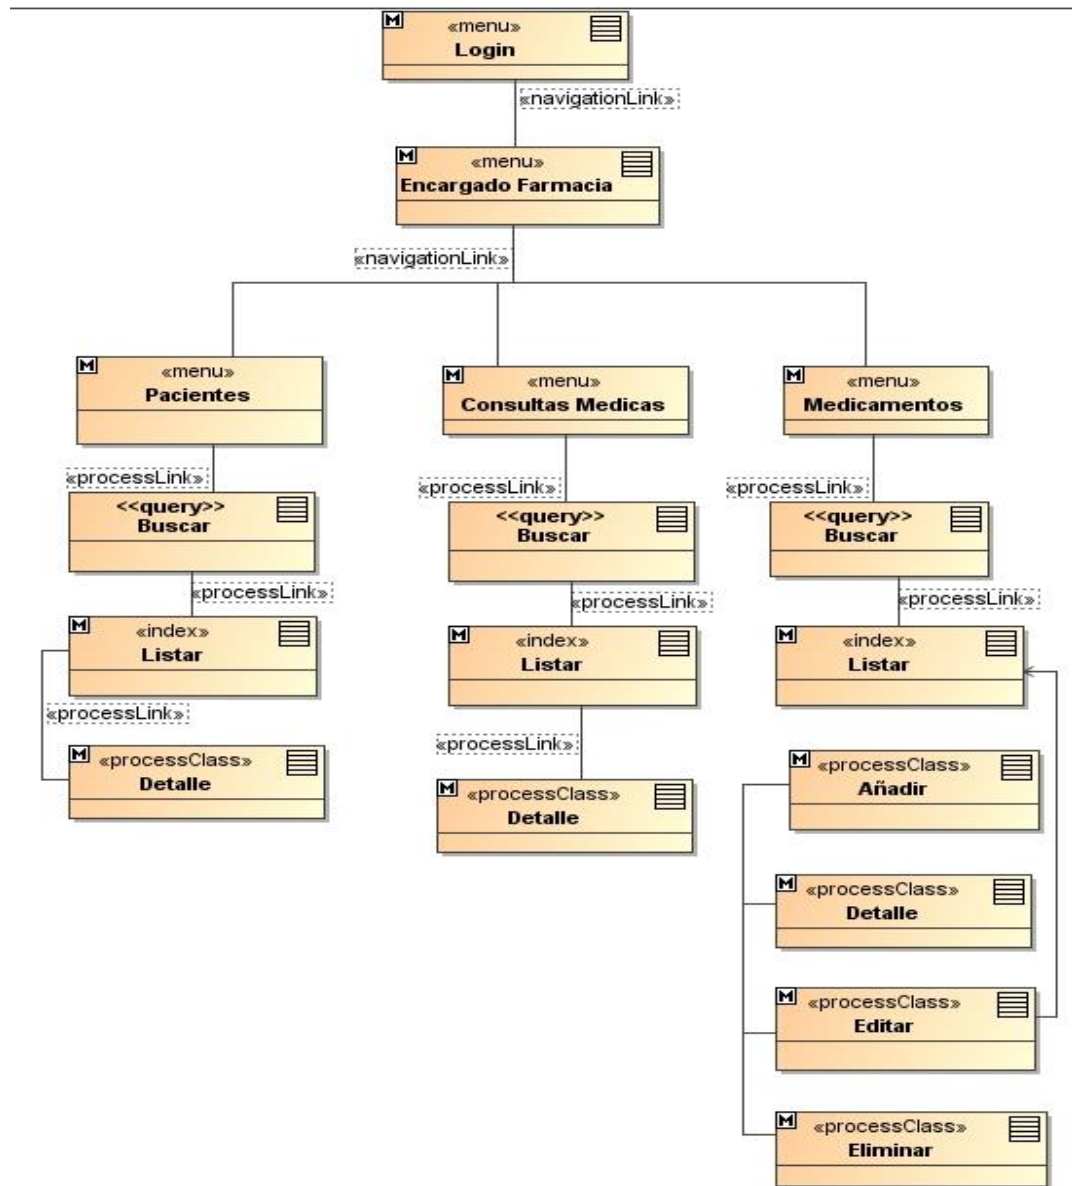 «menu»
Login
«navigationLink»
«menu»
Encargado Farmacia
«navigationLink»
«menu»
Pacientes
«menu»
Consultas Medicas
«menu»
Medicamentos
«processLink»
«processLink»
«processLink»
<<query>>
Buscar
<<query>>
Buscar
<<query>>
Buscar
«processLink»
«processLink»
«processLink»
«index»
Listar
«index»
Listar
«index»
Listar
«processLink»
«processLink»
«processClass»
Detalle
«processClass»
Detalle
«processClass»
Añadir
«processClass»
Detalle
«processClass»
Editar
«processClass»
Eliminar